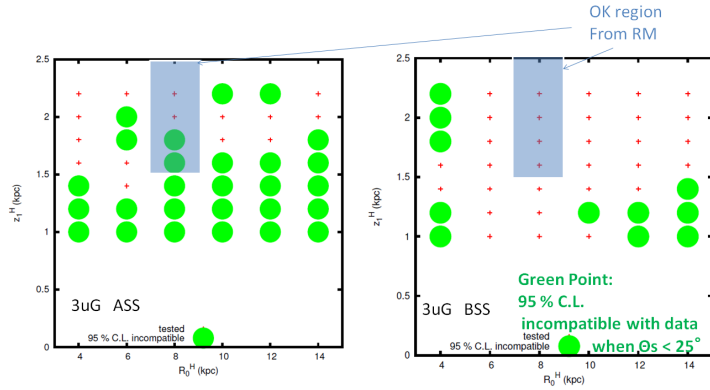 OK region
From RM
2.5
2
1.5
1
0.5
0
z₁ᴴ (kpc)
3uG ASS
tested
95 % C.L. incompatible
4 6 8 10 12 14
R₀ᴴ (kpc)
2.5
2
1.5
1
0.5
0
z₁ᴴ (kpc)
Green Point:
95 % C.L.
incompatible with data
when Θs < 25°
3uG BSS
tested
95 % C.L. incompatible
4 6 8 10 12 14
R₀ᴴ (kpc)